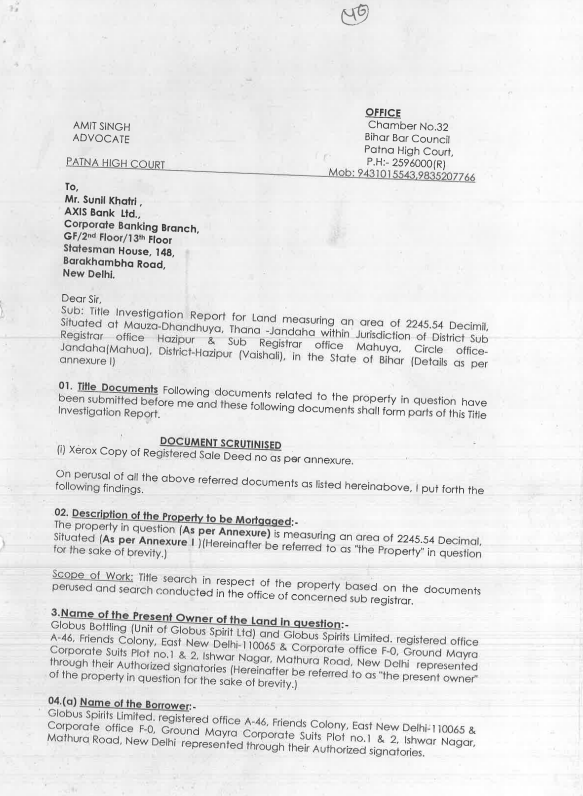 40
OFFICE
AMIT SINGH
Chamber No.32
ADVOCATE
Bihar Bar Council
Patna High Court,
P.H:- 2596000(R)
PATNA HIGH COURT
Mob: 9431015543,9835207766
To,
Mr. Sunil Khatri ,
AXIS Bank Ltd.,
Corporate Banking Branch,
GF/2nd Floor/13th Floor
Statesman House, 148,
Barakhambha Road,
New Delhi.
Dear Sir,
Sub: Title Investigation Report for Land measuring an area of 2245.54 Decimil,
Situated at Mauza-Dhandhuya, Thana -Jandaha within Jurisdiction of District Sub
Registrar office Hazipur & Sub Registrar office Mahuya, Circle office-
Jandaha(Mahua), District-Hazipur (Vaishali), in the State of Bihar (Details as per
annexure I)
01. Title Documents Following documents related to the property in question have
been submitted before me and these following documents shall form parts of this Title
Investigation Report.
DOCUMENT SCRUTINISED
(i) Xerox Copy of Registered Sale Deed no as per annexure.
On perusal of all the above referred documents as listed hereinabove, I put forth the
following findings.
02. Description of the Property to be Mortgaged:-
The property in question (As per Annexure) is measuring an area of 2245.54 Decimal,
Situated (As per Annexure I )(Hereinafter be referred to as "the Property" in question
for the sake of brevity.)
Scope of Work: Title search in respect of the property based on the documents
perused and search conducted in the office of concerned sub registrar.
3.Name of the Present Owner of the Land in question:-
Globus Bottling (Unit of Globus Spirit Ltd) and Globus Spirits Limited. registered office
A-46, Friends Colony, East New Delhi-110065 & Corporate office F-0, Ground Mayra
Corporate Suits Plot no.1 & 2, Ishwar Nagar, Mathura Road, New Delhi represented
through their Authorized signatories (Hereinafter be referred to as "the present owner"
of the property in question for the sake of brevity.)
04.(a) Name of the Borrower:-
Globus Spirits Limited. registered office A-46, Friends Colony, East New Delhi-110065 &
Corporate office F-0, Ground Mayra Corporate Suits Plot no.1 & 2, Ishwar Nagar,
Mathura Road, New Delhi represented through their Authorized signatories.